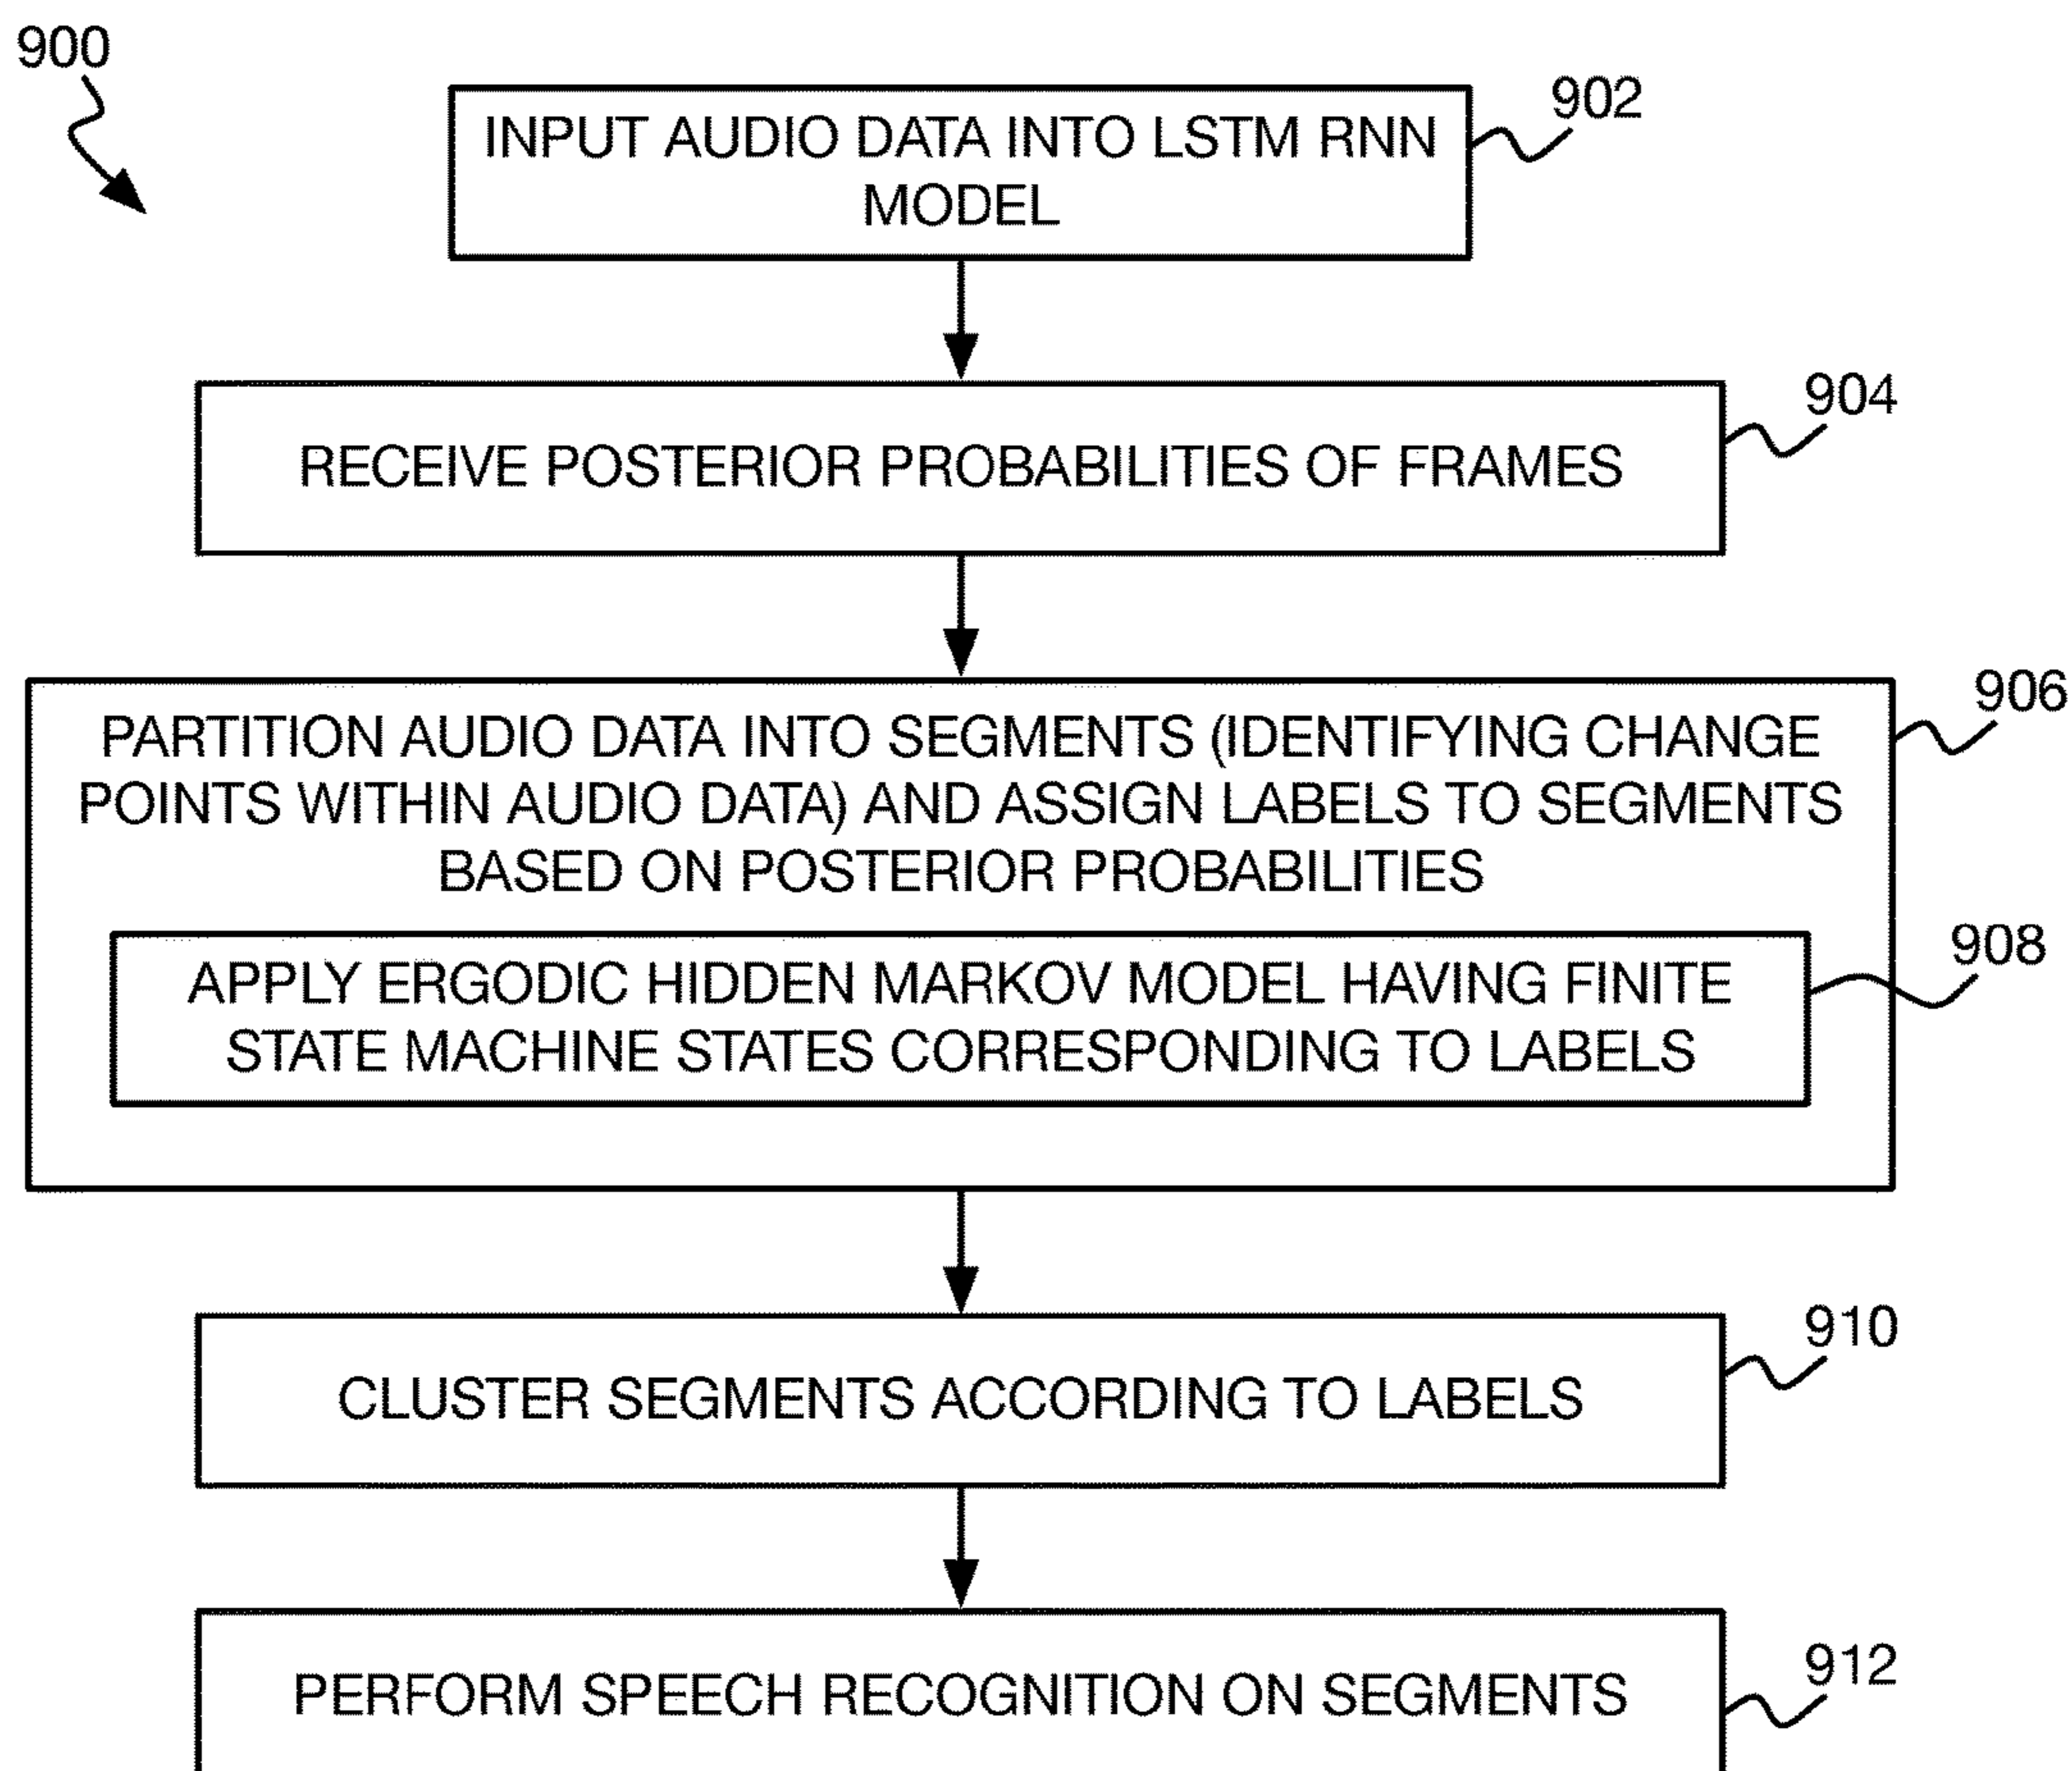 900
902
INPUT AUDIO DATA INTO LSTM RNN
MODEL
904
RECEIVE POSTERIOR PROBABILITIES OF FRAMES
906
PARTITION AUDIO DATA INTO SEGMENTS (IDENTIFYING CHANGE
POINTS WITHIN AUDIO DATA) AND ASSIGN LABELS TO SEGMENTS
BASED ON POSTERIOR PROBABILITIES
908
APPLY ERGODIC HIDDEN MARKOV MODEL HAVING FINITE
STATE MACHINE STATES CORRESPONDING TO LABELS
910
CLUSTER SEGMENTS ACCORDING TO LABELS
912
PERFORM SPEECH RECOGNITION ON SEGMENTS